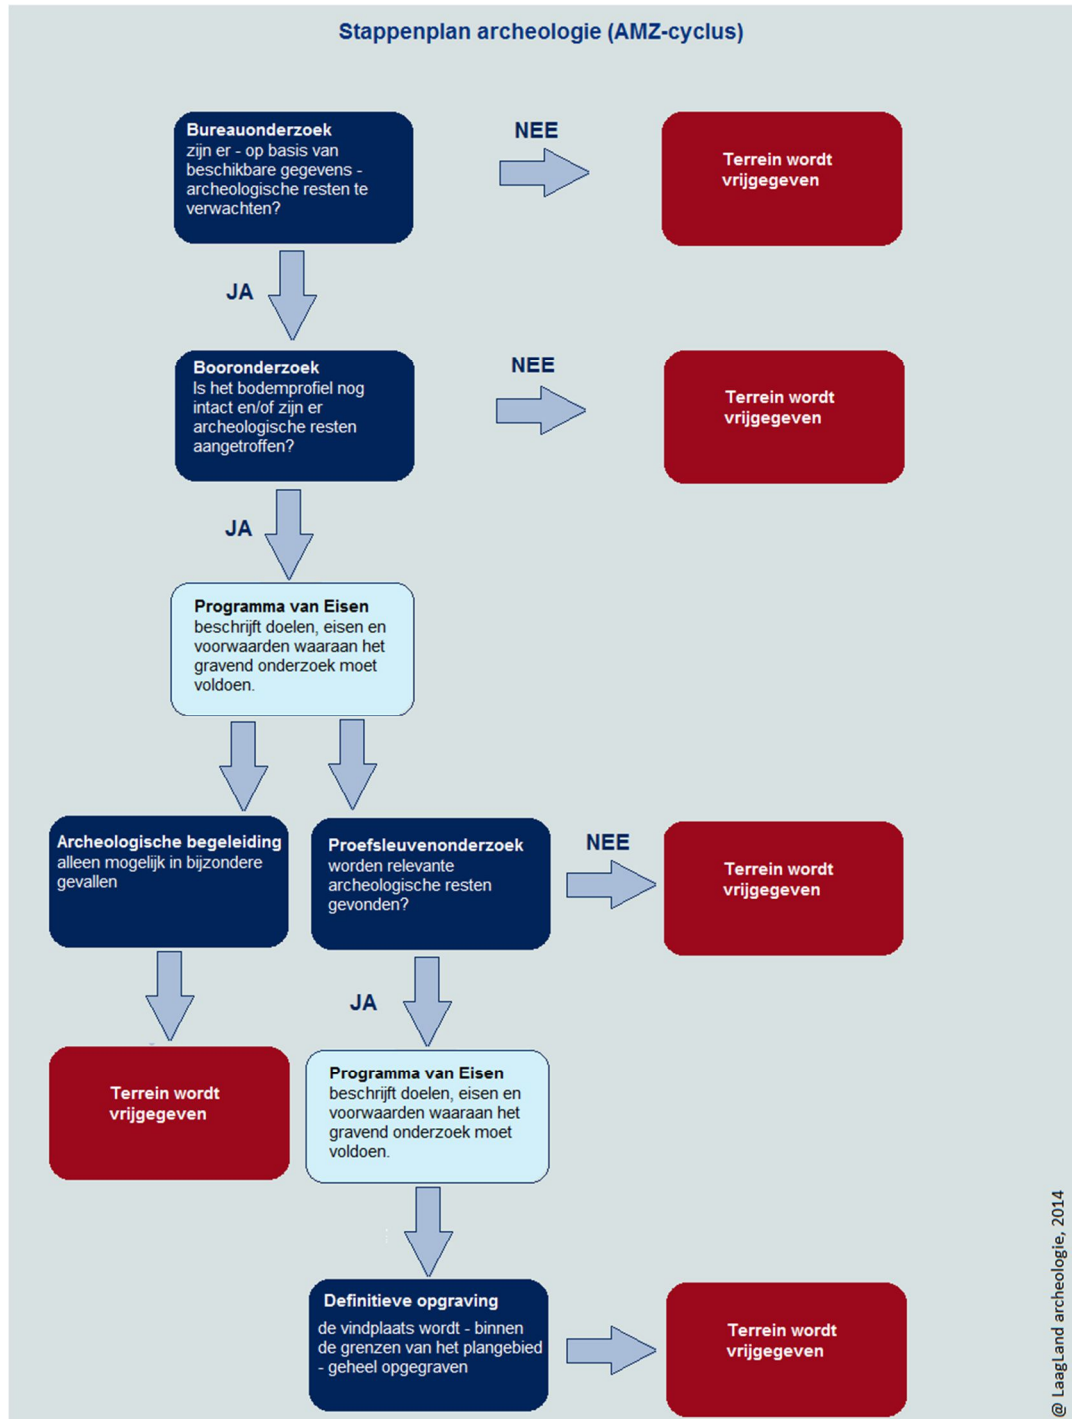 Stappenplan archeologie (AMZ-cyclus)
Bureauonderzoek
zijn er - op basis van
beschikbare gegevens -
archeologische resten te
verwachten?
NEE
Terrein wordt
vrijgegeven
JA
Booronderzoek
Is het bodemprofiel nog
intact en/of zijn er
archeologische resten
aangetroffen?
NEE
Terrein wordt
vrijgegeven
JA
Programma van Eisen
beschrijft doelen, eisen en
voorwaarden waaraan het
gravend onderzoek moet
voldoen.
Archeologische begeleiding
alleen mogelijk in bijzondere
gevallen
Proefsleuvenonderzoek
worden relevante
archeologische resten
gevonden?
NEE
Terrein wordt
vrijgegeven
JA
Terrein wordt
vrijgegeven
Programma van Eisen
beschrijft doelen, eisen en
voorwaarden waaraan het
gravend onderzoek moet
voldoen.
Definitieve opgraving
de vindplaats wordt - binnen
de grenzen van het plangebied
- geheel opgegraven
Terrein wordt
vrijgegeven
@ LaagLand archeologie, 2014